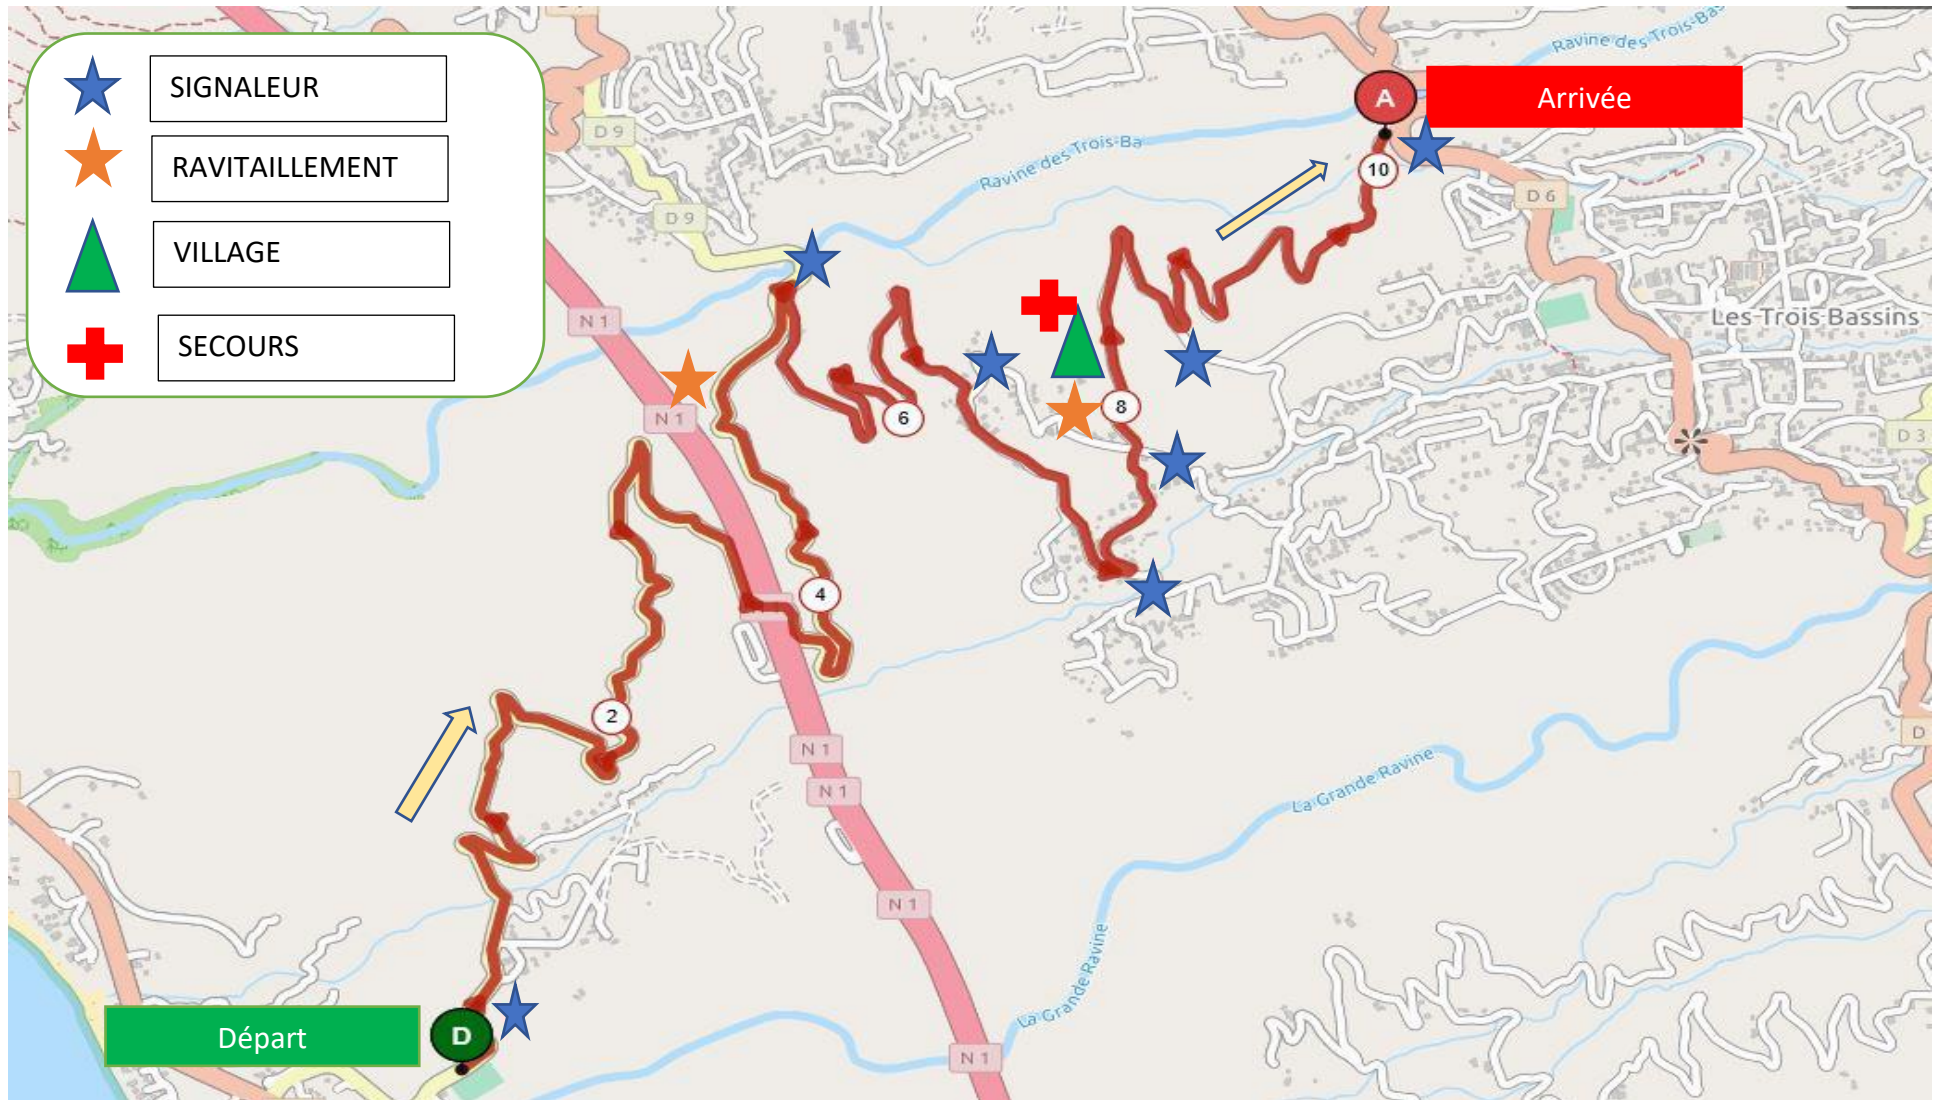 SIGNALEUR
RAVITAILLEMENT
VILLAGE
SECOURS
Ravine des Trois-Bas
A
Arrivée
D 9
Ravine des Trois-Ba
10
D 9
D 6
N 1
Les Trois Bassins
N 1
6
8
D 3
4
2
N 1
La Grande Ravine
D
N 1
N 1
La Grande Ravine
Départ
D
N 1